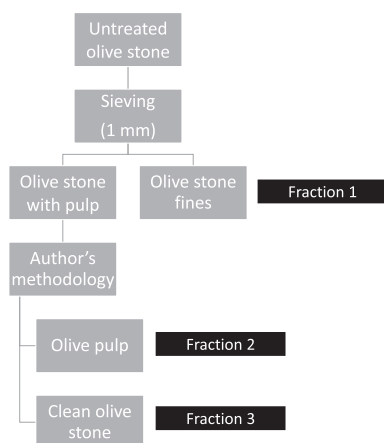 Untreated
olive stone
Sieving
(1 mm)
Olive stone
with pulp
Olive stone
fines
Fraction 1
Author's
methodology
Olive pulp
Fraction 2
Clean olive
stone
Fraction 3